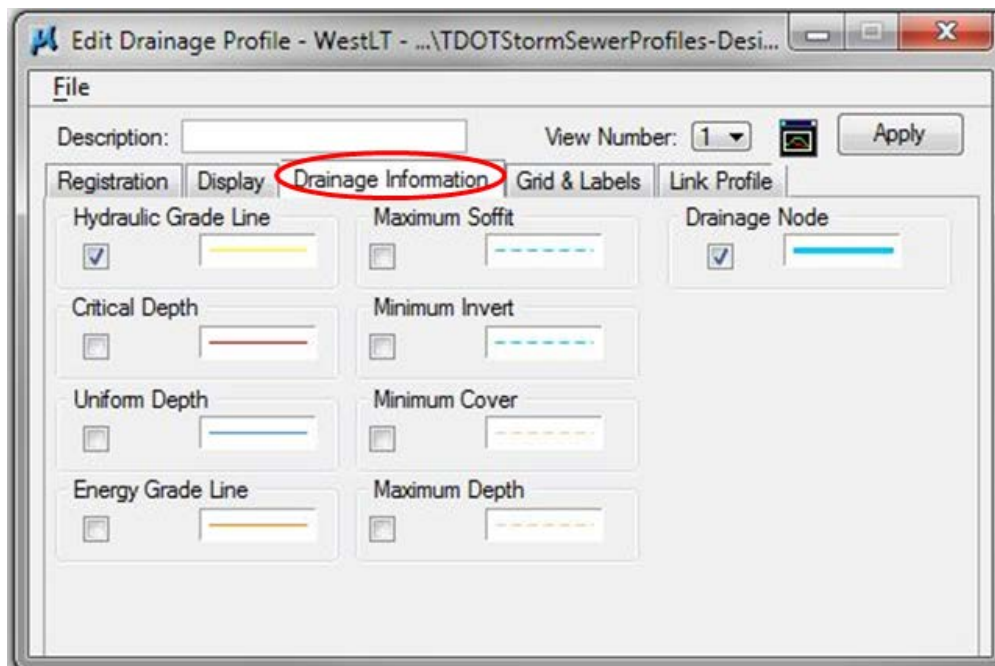 Edit Drainage Profile - WestLT - ...\TDOTStormSewerProfiles-Desi...
File
Description: View Number: 1 Apply
Registration Display Drainage Information Grid & Labels Link Profile
Hydraulic Grade Line Maximum Soffit Drainage Node
Critical Depth Minimum Invert
Uniform Depth Minimum Cover
Energy Grade Line Maximum Depth